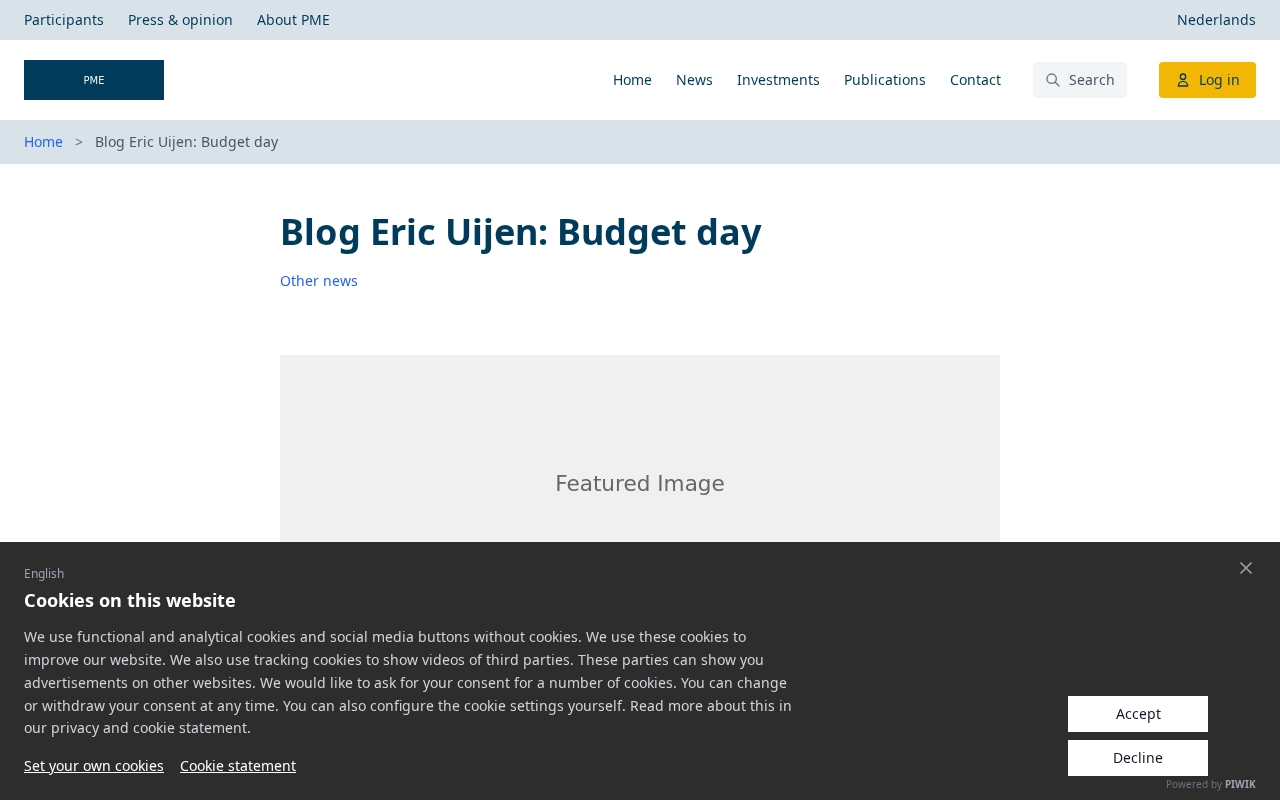 Participants Press & opinion About PME Nederlands
PME
Home News Investments Publications Contact Search Log in
Home > Blog Eric Uijen: Budget day
Blog Eric Uijen: Budget day
Other news
Featured Image
English
Cookies on this website
We use functional and analytical cookies and social media buttons without cookies. We use these cookies to
improve our website. We also use tracking cookies to show videos of third parties. These parties can show you
advertisements on other websites. We would like to ask for your consent for a number of cookies. You can change
or withdraw your consent at any time. You can also configure the cookie settings yourself. Read more about this in
our privacy and cookie statement.
Set your own cookies Cookie statement
Accept
Decline
Powered by PIWIK